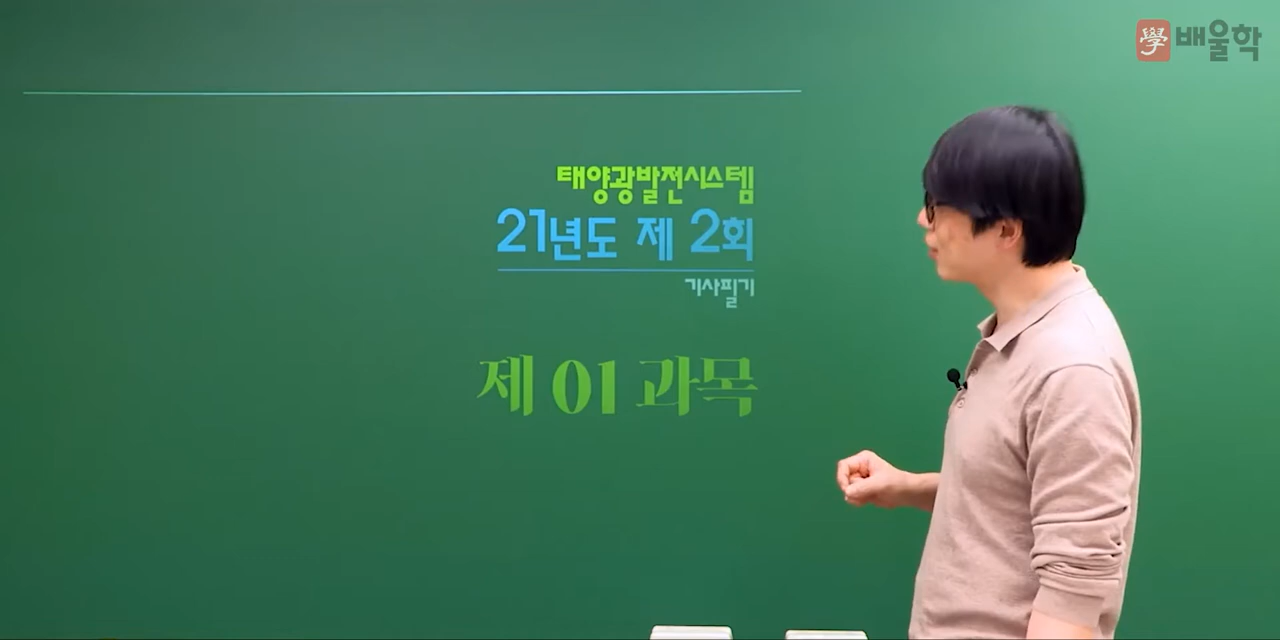 學 배울학
태양광발전시스템
21년도 제 2회
기사필기
제 01 과목